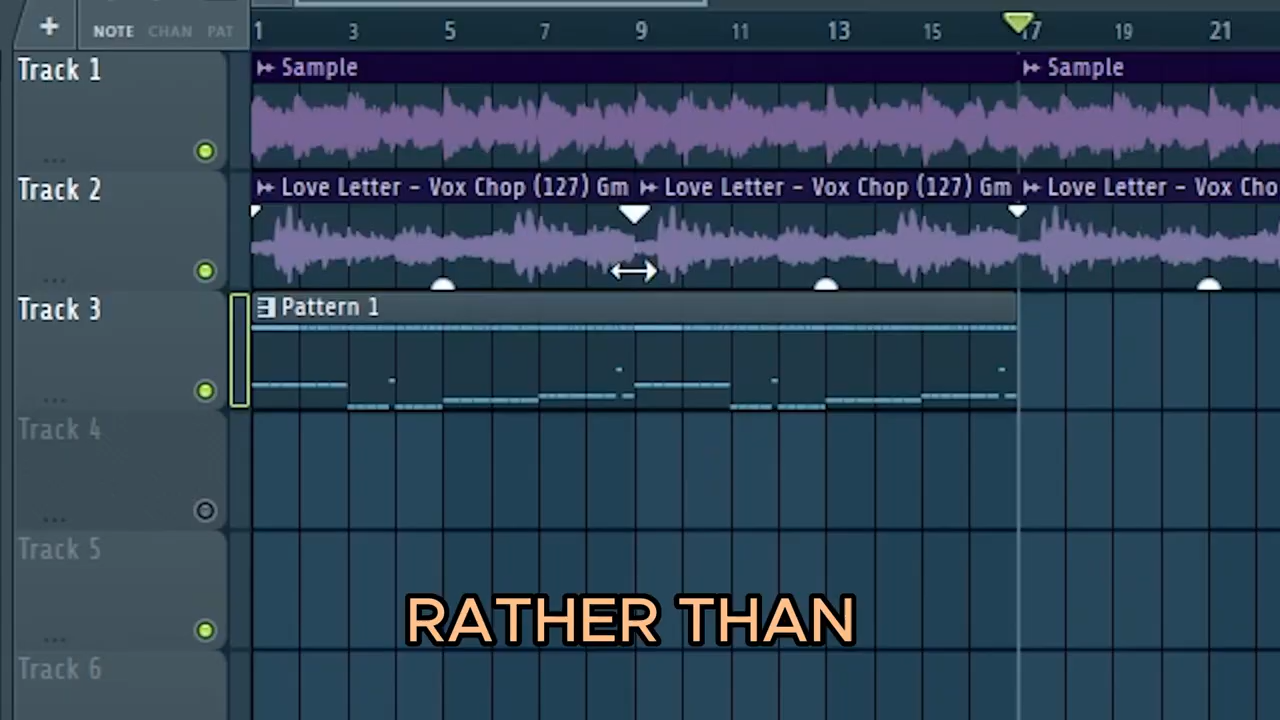 + NOTE CHAN PAT 1 3 5 7 9 11 13 15 17 19 21
Track 1
Sample Sample
Track 2
Love Letter - Vox Chop (127) Gm Love Letter - Vox Chop (127) Gm Love Letter - Vox Cho
Track 3
Pattern 1
Track 4
Track 5
RATHER THAN
Track 6